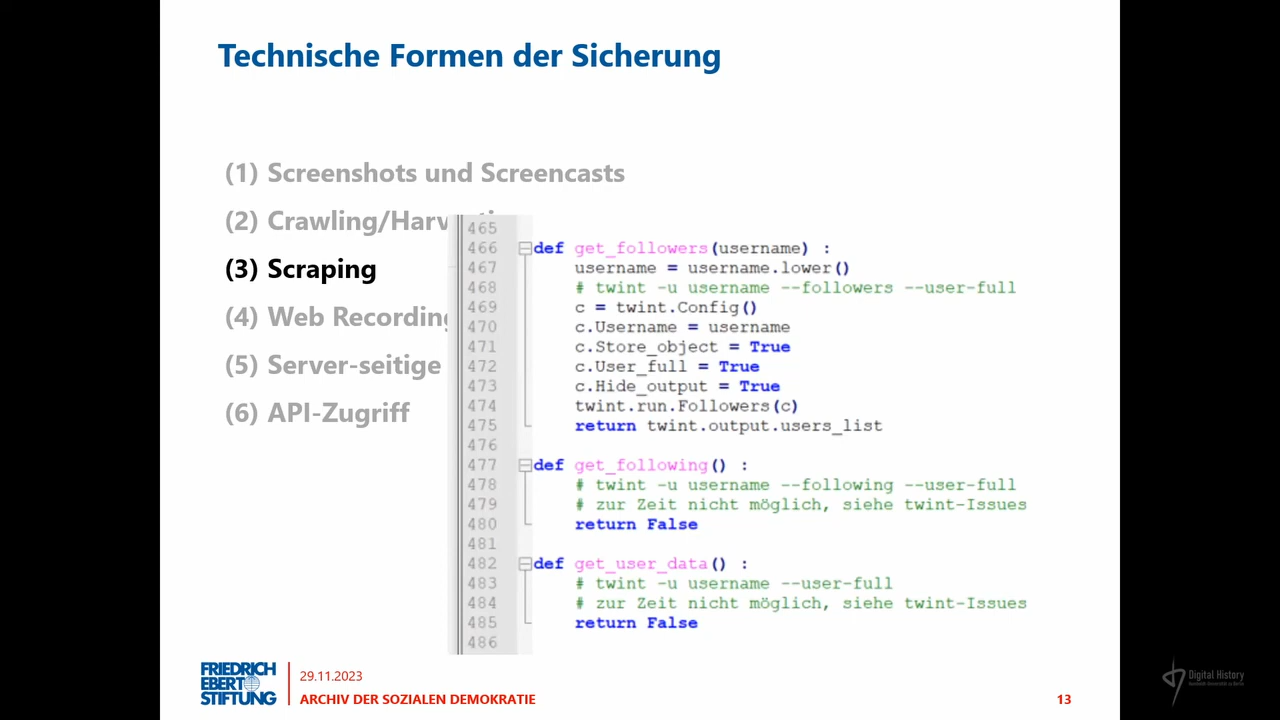 Technische Formen der Sicherung
(1) Screenshots und Screencasts
(2) Crawling/Harv
(3) Scraping
(4) Web Recording
(5) Server-seitige
(6) API-Zugriff
465
466 def get_followers(username) :
467 username = username.lower()
468 # twint -u username --followers --user-full
469 c = twint.Config()
470 c.Username = username
471 c.Store_object = True
472 c.User_full = True
473 c.Hide_output = True
474 twint.run.Followers(c)
475 return twint.output.users_list
476
477 def get_following() :
478 # twint -u username --following --user-full
479 # zur Zeit nicht möglich, siehe twint-Issues
480 return False
481
482 def get_user_data() :
483 # twint -u username --user-full
484 # zur Zeit nicht möglich, siehe twint-Issues
485 return False
486
FRIEDRICH
EBERT
STIFTUNG
29.11.2023
ARCHIV DER SOZIALEN DEMOKRATIE
13
Digital History